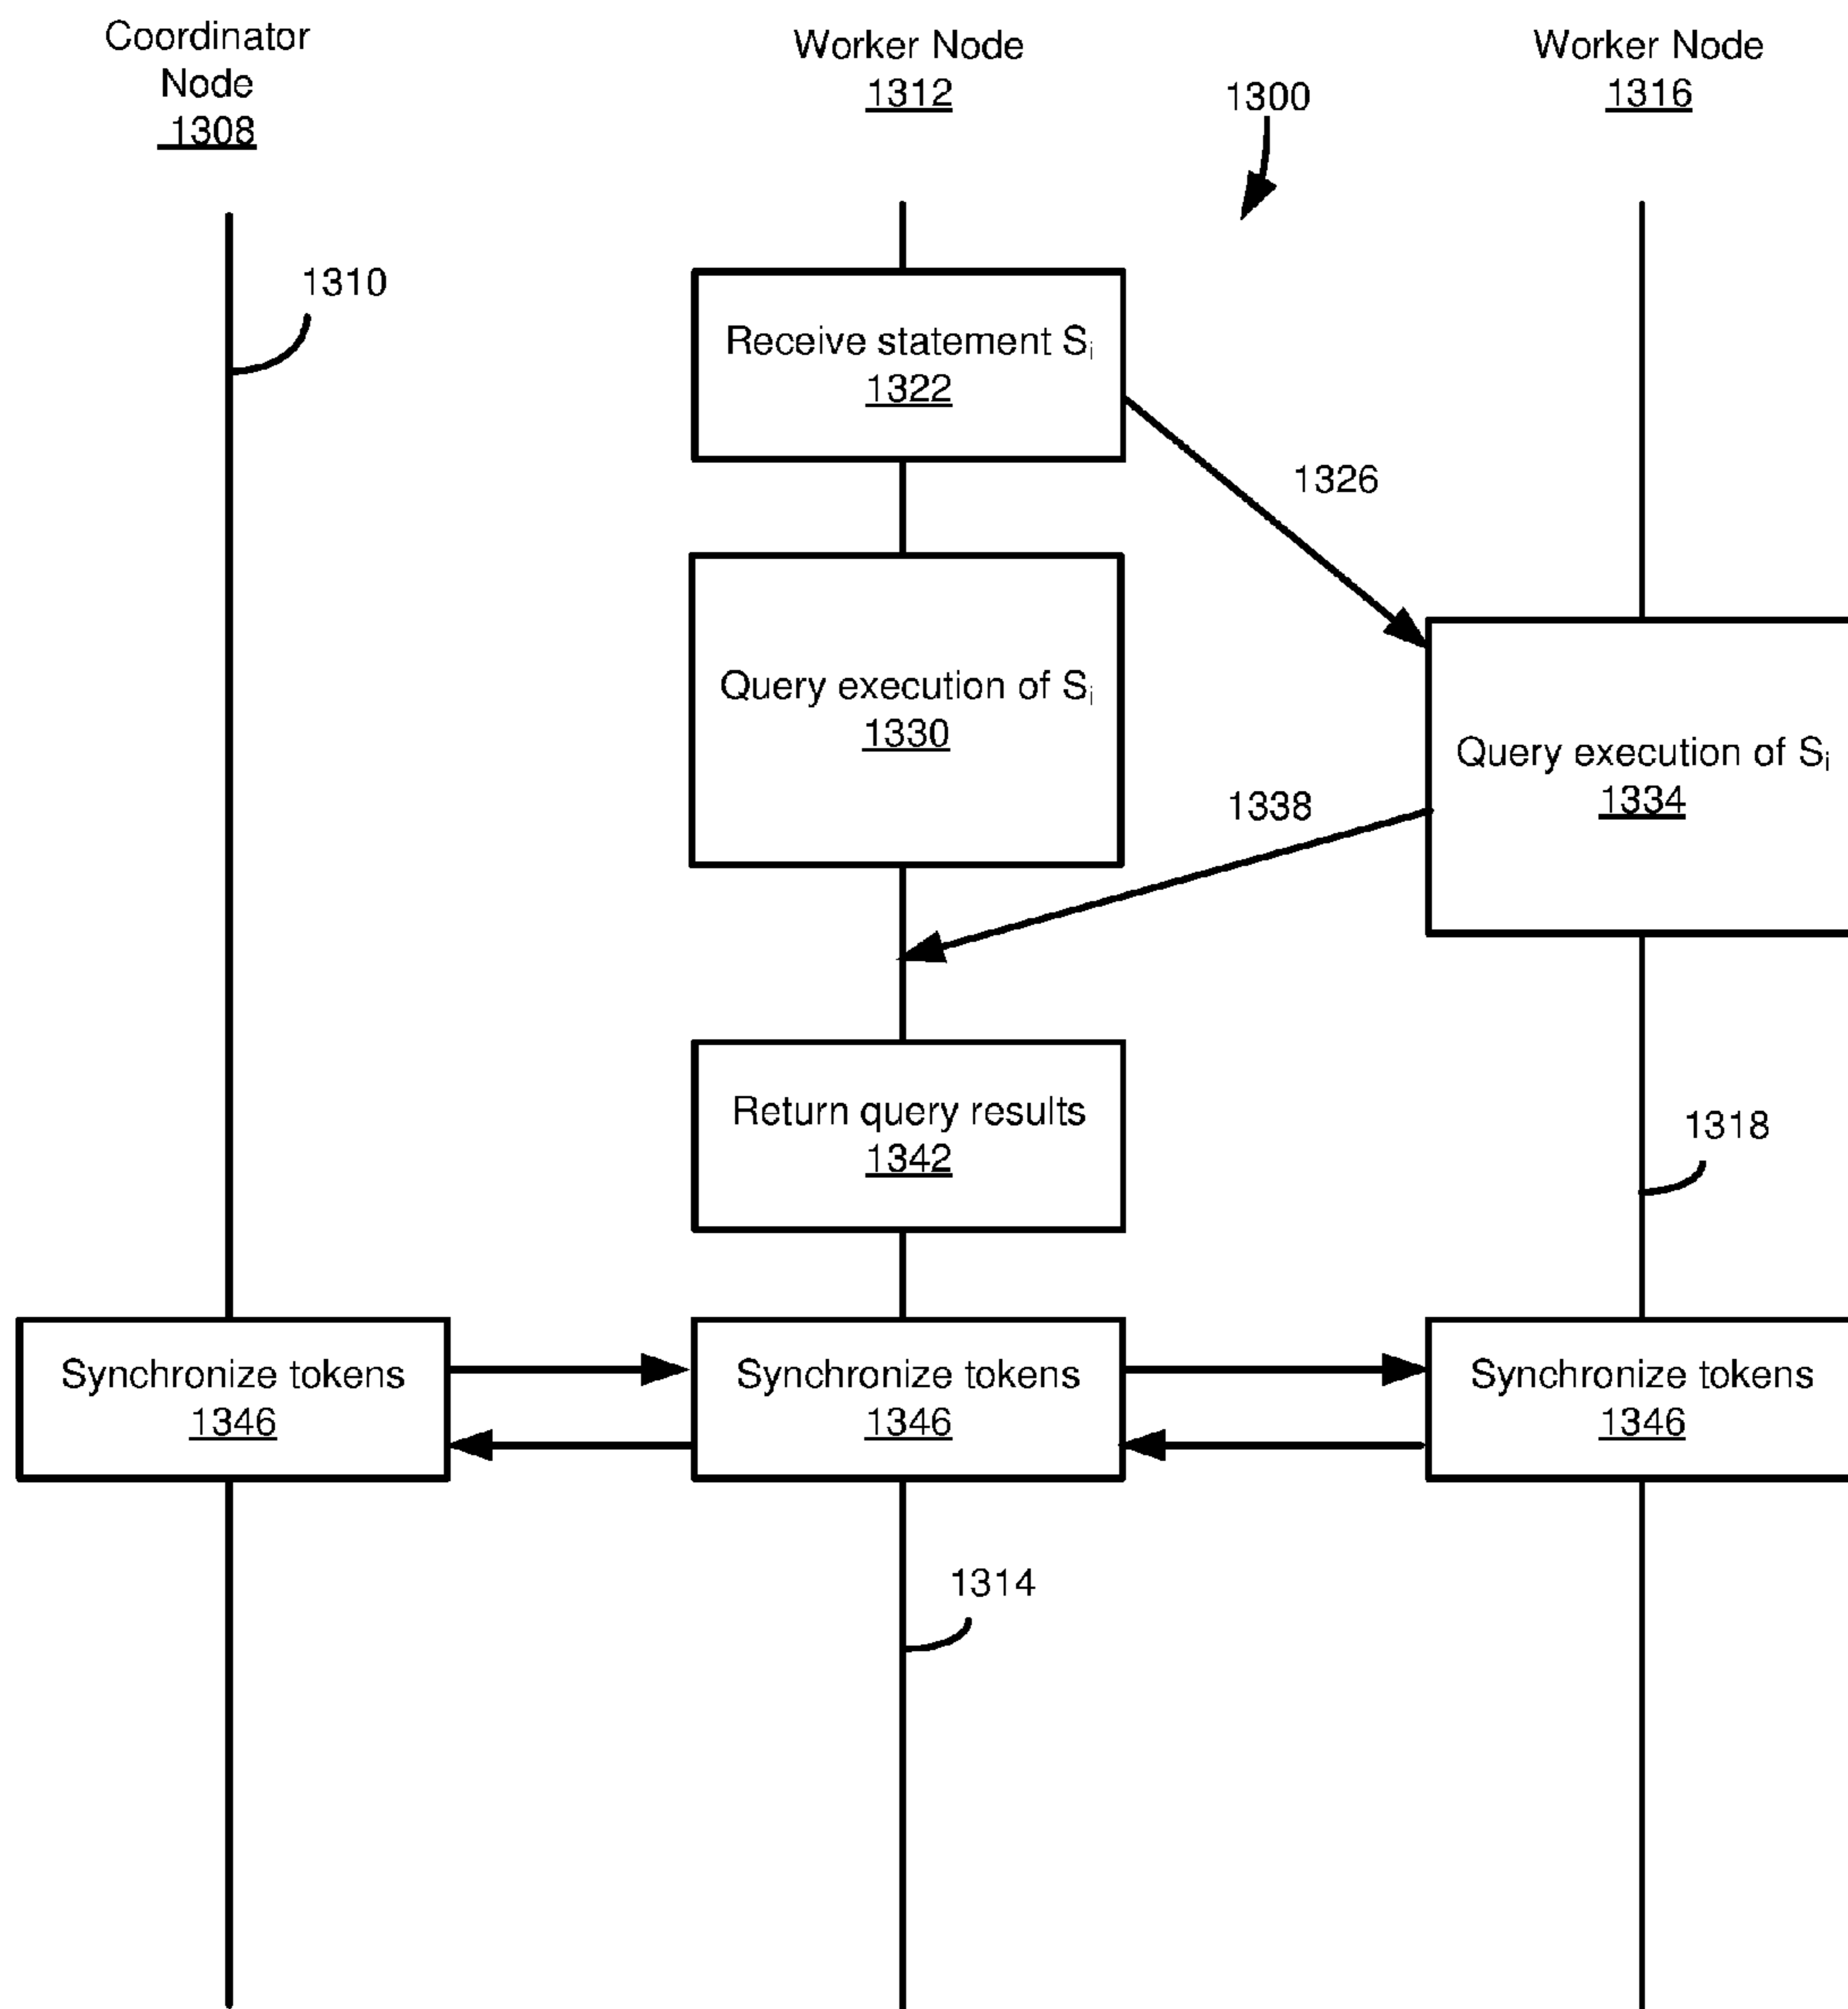 Coordinator
Node
1308
Worker Node
1312
1300
Worker Node
1316
1310
Receive statement Si
1322
1326
Query execution of Si
1330
Query execution of Si
1334
1338
Return query results
1342
1318
Synchronize tokens
1346
Synchronize tokens
1346
Synchronize tokens
1346
1314